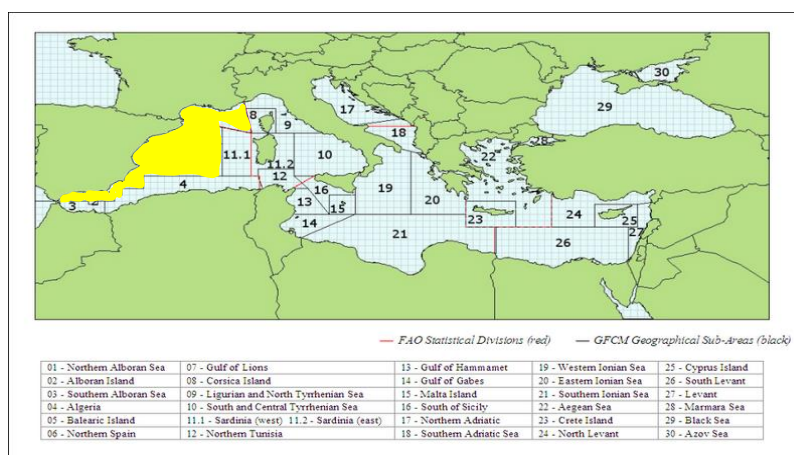 30
29
17
8
9
18
28
11.1
11.2
10
22
12
4
16
19
13
20
24
3
15
23
25
14
27
21
26
FAO Statistical Divisions (red)
GFCM Geographical Sub-Areas (black)
01 - Northern Alboran Sea
02 - Alboran Island
03 - Southern Alboran Sea
04 - Algeria
05 - Balearic Island
06 - Northern Spain
07 - Gulf of Lions
08 - Corsica Island
09 - Ligurian and North Tyrrhenian Sea
10 - South and Central Tyrrhenian Sea
11.1 - Sardinia (west) 11.2 - Sardinia (east)
12 - Northern Tunisia
13 - Gulf of Hammamet
14 - Gulf of Gabes
15 - Malta Island
16 - South of Sicily
17 - Northern Adriatic
18 - Southern Adriatic Sea
19 - Western Ionian Sea
20 - Eastern Ionian Sea
21 - Southern Ionian Sea
22 - Aegean Sea
23 - Crete Island
24 - North Levant
25 - Cyprus Island
26 - South Levant
27 - Levant
28 - Marmara Sea
29 - Black Sea
30 - Azov Sea